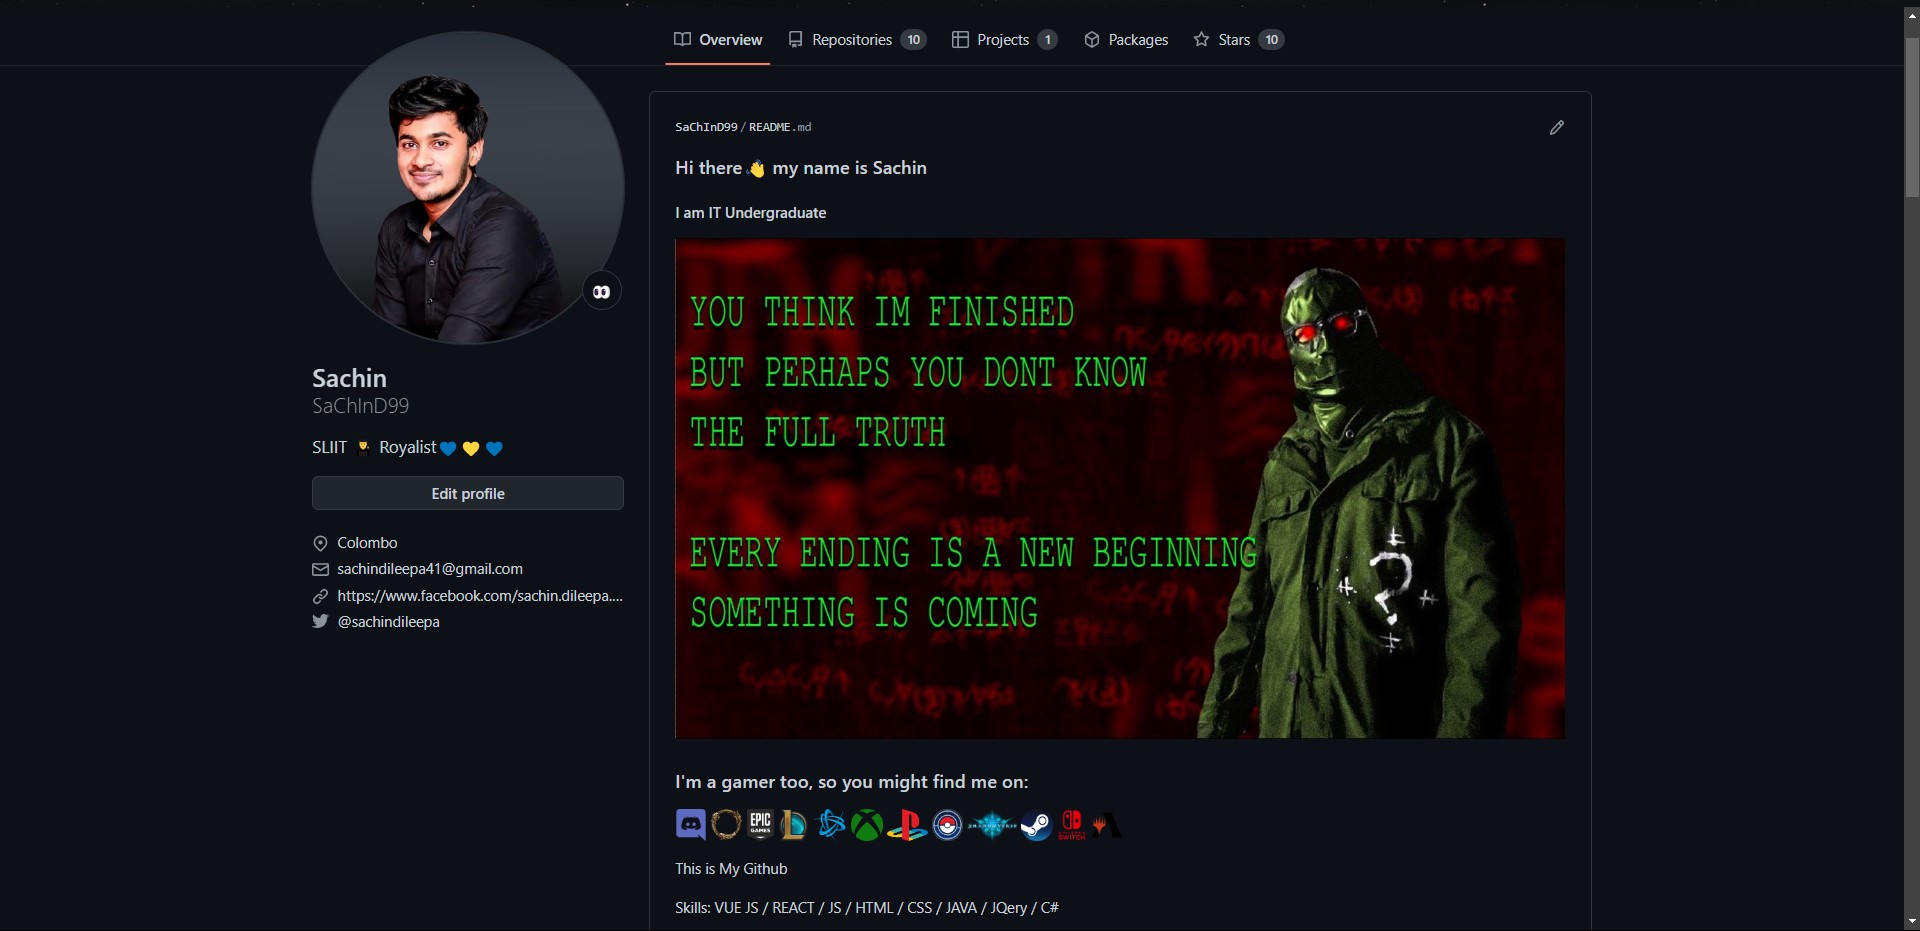 Overview
Repositories 10
Projects 1
Packages
Stars 10
SaChInD99 / README.md
Hi there 👋 my name is Sachin
I am IT Undergraduate
YOU THINK IM FINISHED
BUT PERHAPS YOU DONT KNOW
THE FULL TRUTH
EVERY ENDING IS A NEW BEGINNING
SOMETHING IS COMING
Sachin
SaChInD99
SLIIT 👨‍🎓 Royalist💙 💛 💙
Edit profile
Colombo
sachindileepa41@gmail.com
https://www.facebook.com/sachin.dileepa....
@sachindileepa
I'm a gamer too, so you might find me on:
EPIC
GAMES
SWITCH
This is My Github
Skills: VUE JS / REACT / JS / HTML / CSS / JAVA / JQery / C#